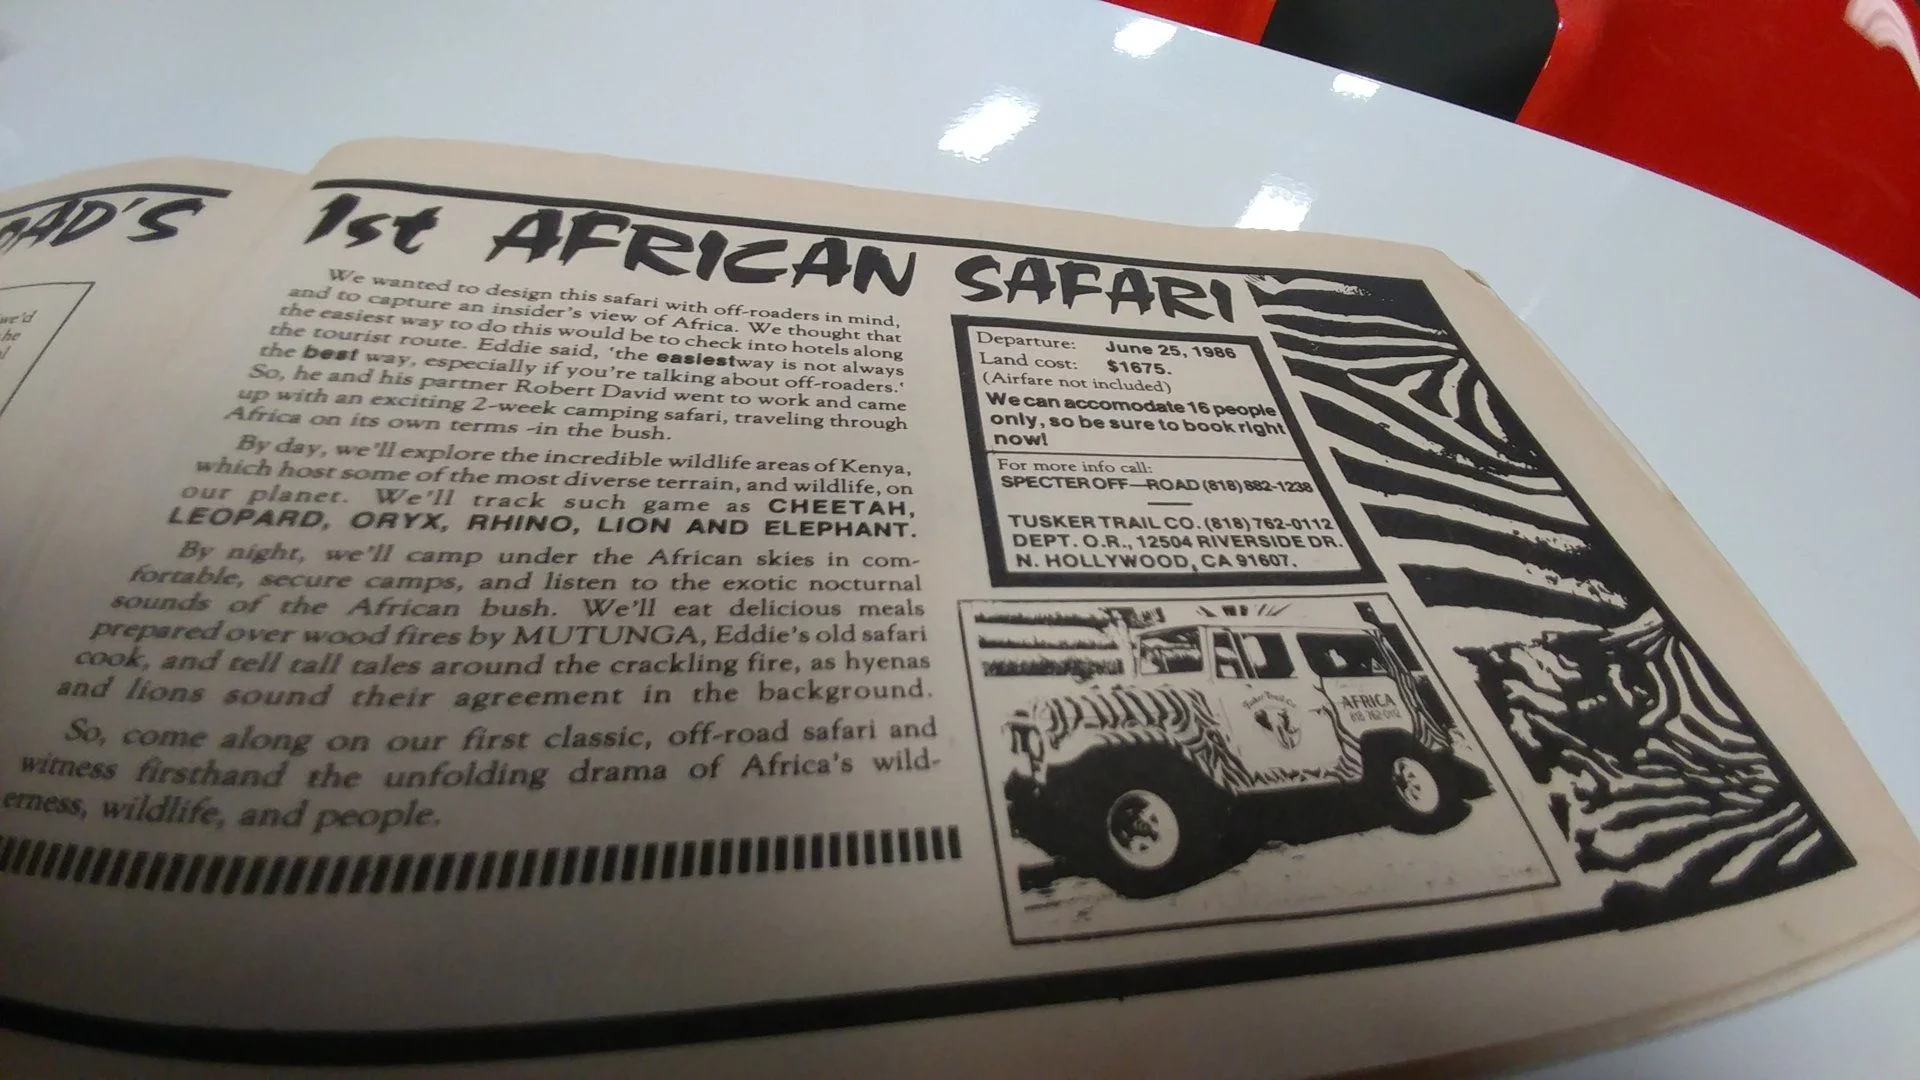 OAD'S
we'd
he
1st AFRICAN SAFARI
We wanted to design this safari with off-roaders in mind,
and to capture an insider's view of Africa. We thought that
the easiest way to do this would be to check into hotels along
the tourist route. Eddie said, 'the easiestway is not always
the best way, especially if you're talking about off-roaders.'
So, he and his partner Robert David went to work and came
up with an exciting 2-week camping safari, traveling through
Africa on its own terms -in the bush.
By day, we'll explore the incredible wildlife areas of Kenya,
which host some of the most diverse terrain, and wildlife, on
our planet. We'll track such game as CHEETAH,
LEOPARD, ORYX, RHINO, LION AND ELEPHANT.
By night, we'll camp under the African skies in com-
fortable, secure camps, and listen to the exotic nocturnal
sounds of the African bush. We'll eat delicious meals
prepared over wood fires by MUTUNGA, Eddie's old safari
cook, and tell tall tales around the crackling fire, as hyenas
and lions sound their agreement in the background.
So, come along on our first classic, off-road safari and
witness firsthand the unfolding drama of Africa's wild-
erness, wildlife, and people.
Departure: June 25, 1986
Land cost: $1675.
(Airfare not included)
We can accomodate 16 people
only, so be sure to book right
now!
For more info call:
SPECTER OFF—ROAD (818) 882-1238
TUSKER TRAIL CO. (818) 762-0112
DEPT. O.R., 12504 RIVERSIDE DR.
N. HOLLYWOOD, CA 91607.
Tusker Trail Co.
AFRICA
818 762-0112